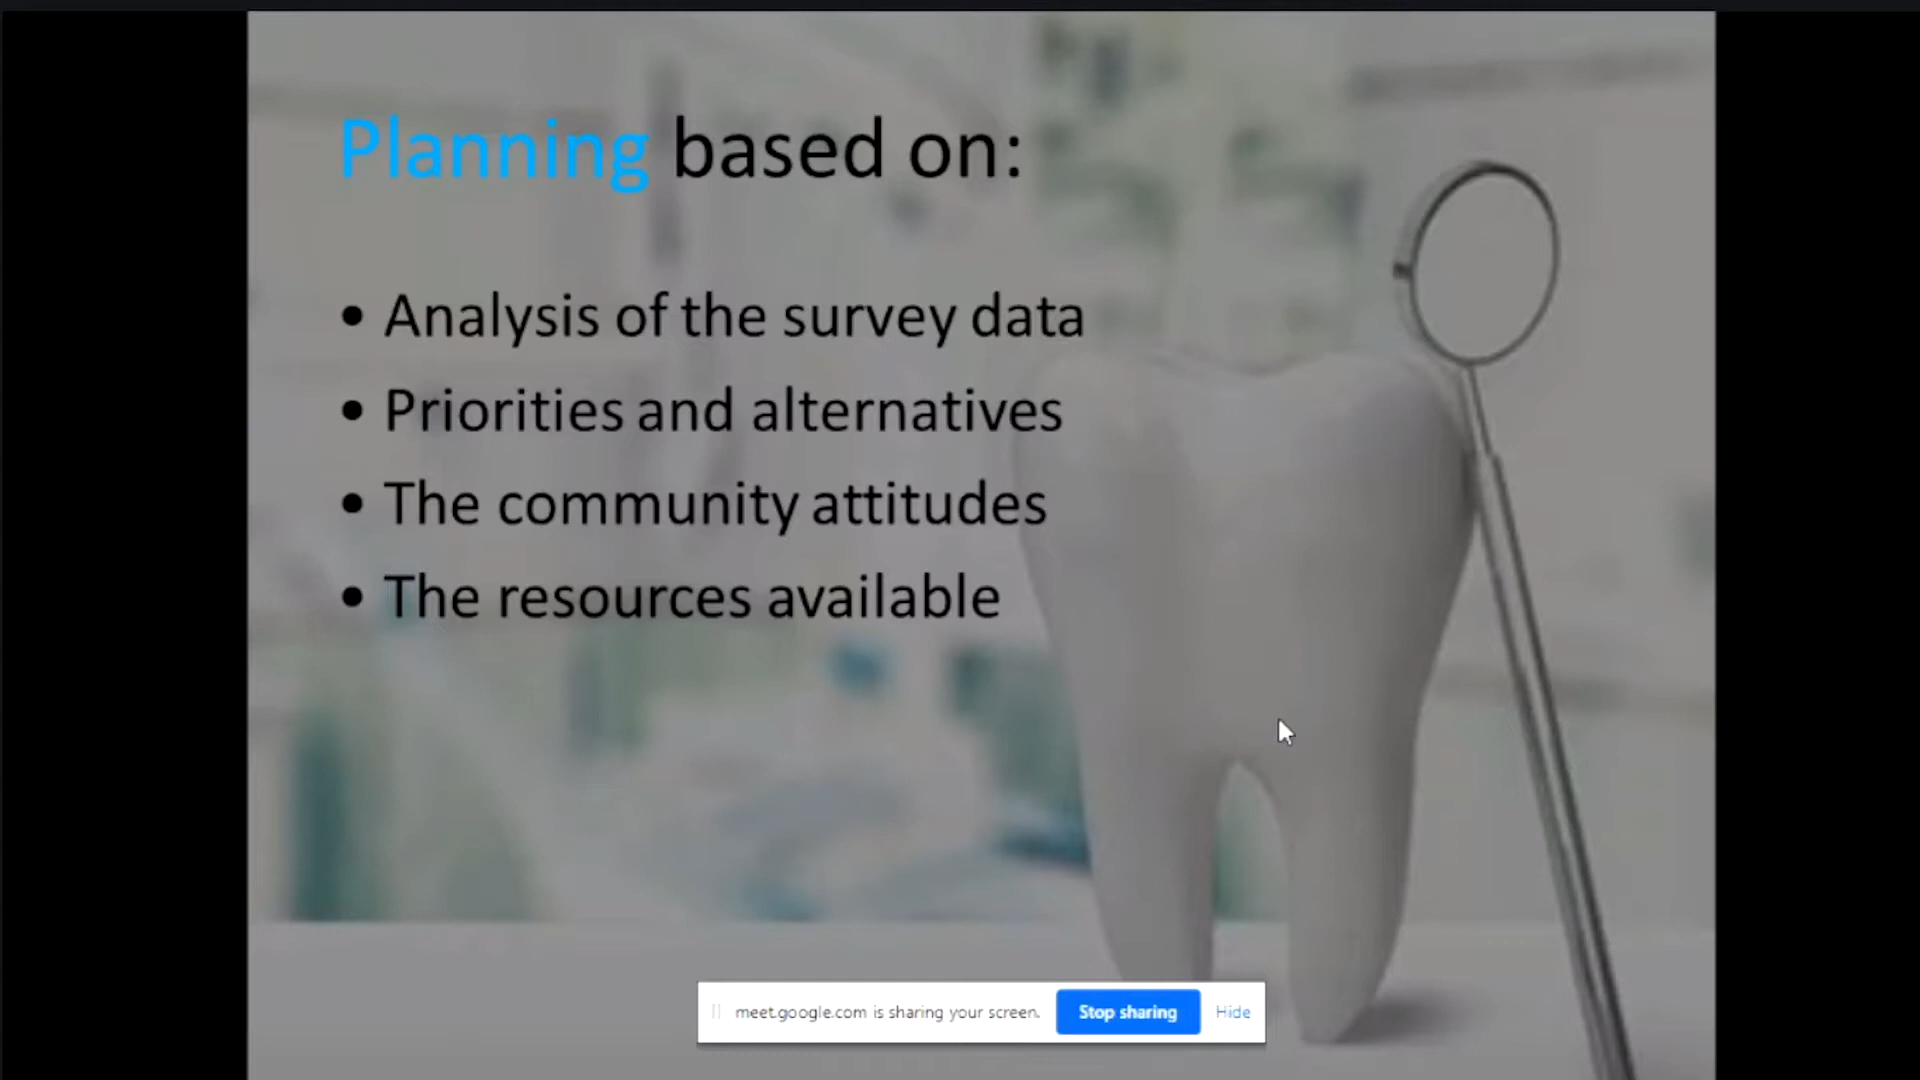 Planning based on:
• Analysis of the survey data
• Priorities and alternatives
• The community attitudes
• The resources available
meet.google.com is sharing your screen. Stop sharing Hide